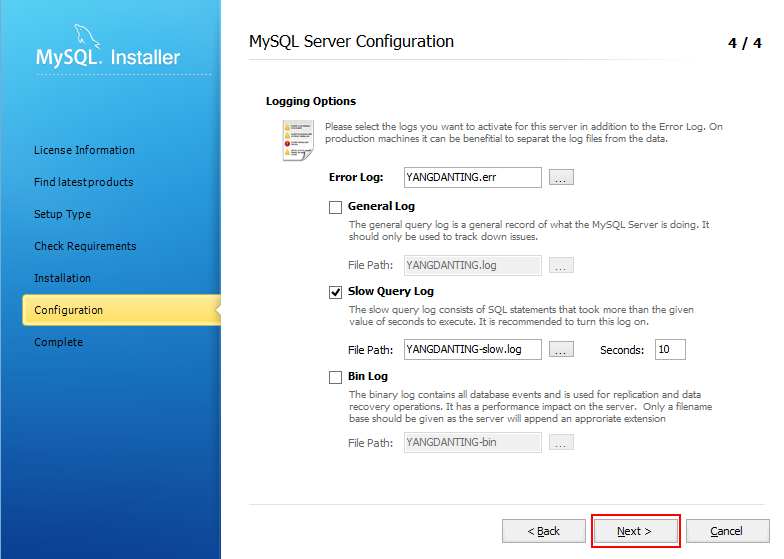 MySQL. Installer
MySQL Server Configuration
4 / 4
License Information
Find latest products
Setup Type
Check Requirements
Installation
Configuration
Complete
Logging Options
Please select the logs you want to activate for this server in addition to the Error Log. On
production machines it can be benefitial to separate the log files from the data.
Error Log: YANGDANTING.err ...
General Log
The general query log is a general record of what the MySQL Server is doing. It
should only be used to track down issues.
File Path: YANGDANTING.log ...
Slow Query Log
The slow query log consists of SQL statements that took more than the given
value of seconds to execute. It is recommended to turn this log on.
File Path: YANGDANTING-slow.log ... Seconds: 10
Bin Log
The binary log contains all database events and is used for replication and data
recovery operations. It has a performance impact on the server. Only a filename
base should be given as the server will append an approriate extension
File Path: YANGDANTING-bin ...
< Back Next > Cancel